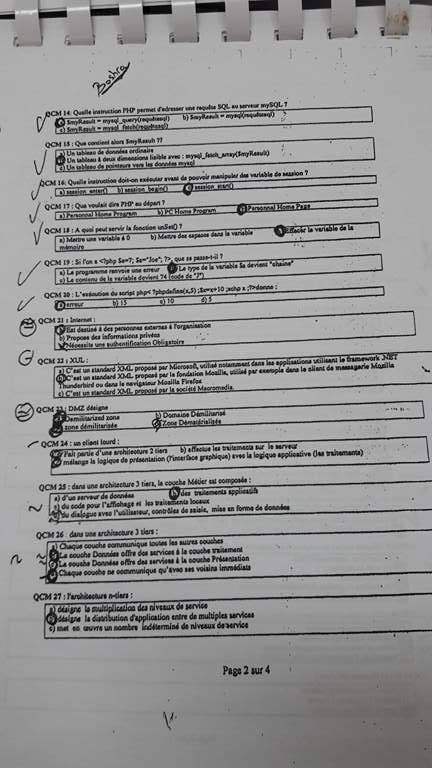 Boshra
QCM 14: Quelle instruction PHP permet d'adresser une requête SQL au serveur mySQL ?
a) $myResult = mysql_query(requêtesql) b) $myResult = mysql(requêtesql)
c) $myResult = mysql_fetch(requêtesql)
QCM 15 : Que contient alors $myResult ??
a) Un tableau de données ordinaire
b) Un tableau à deux dimensions lisible avec : mysql_fetch_array($myResult)
c) Un tableau de pointeurs vers les données mysql
QCM 16: Quelle instruction doit-on exécuter avant de pouvoir manipuler des variable de session ?
a) session_enter() b) session_begin() c) session_start()
QCM 17 : Que voulait dire PHP au départ ?
a) Personnal Home Program b) PC Home Program c) Personnal Home Page
QCM 18 : A quoi peut servir la fonction unSet() ?
a) Mettre une variable à 0 b) Mettre des espaces dans la variable c) Effacer la variable de la
mémoire
QCM 19 : Si l'on a <?php $a=7; $a="Joe"; ?> que se passe-t-il ?
a) Le programme renvoie une erreur b) Le type de la variable $a devient "chaîne"
c) Le contenu de la variable devient 74 (code de "J")
QCM 20 : L'exécution du script php< ?phpdefine(x,5) ;$x=x+10 ;echo x ;?>donne :
a) erreur b) 15 c) 10 d) 5
QCM 21 : Internet :
a) Est destiné à des personnes externes à l'organisation
b) Propose des informations privées
c) Nécessite une authentification Obligatoire
QCM 22 : XUL :
a) C'est un standard XML proposé par Microsoft, utilisé notamment dans les applications utilisant le framework .NET
b) C'est un standard XML proposé par la fondation Mozilla, utilisé par exemple dans le client de messagerie Mozilla
Thunderbird ou dans le navigateur Mozilla Firefox
c) C'est un standard XML proposé par la société Macromedia.
QCM 23 : DMZ désigne
a) Demilitarized zone b) Domaine Démilitarisé
c) zone démilitarizée d) Zone Dématérialisée
QCM 24 : un client lourd :
a) Fait partie d'une architecture 2 tiers b) effectue les traitements sur le serveur
c) mélange la logique de présentation (l'interface graphique) avec la logique applicative (les traitements)
QCM 25 : dans une architecture 3 tiers, la couche Métier est composée :
a) d'un serveur de données b) des traitements applicatifs
c) du code pour l'affichage et les traitements locaux
d) du dialogue avec l'utilisateur, contrôles de saisie, mise en forme de données
QCM 26 : dans une architecture 3 tiers :
a) Chaque couche communique toutes les autres couches
b) La couche Données offre des services à la couche traitement
c) La couche Données offre des services à la couche Présentation
d) Chaque couche ne communique qu'avec ses voisins immédiats
QCM 27 : l'architecture n-tiers :
a) désigne la multiplication des niveaux de service
b) désigne la distribution d'application entre de multiples services
c) met en œuvre un nombre indéterminé de niveaux de service
Page 2 sur 4